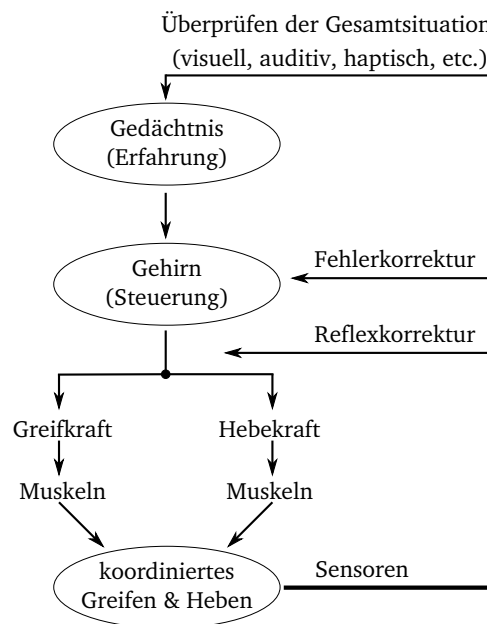 Überprüfen der Gesamtsituation
(visuell, auditiv, haptisch, etc.)
Gedächtnis
(Erfahrung)
Gehirn
(Steuerung)
Fehlerkorrektur
Reflexkorrektur
Greifkraft
Hebekraft
Muskeln
Muskeln
koordiniertes
Greifen & Heben
Sensoren